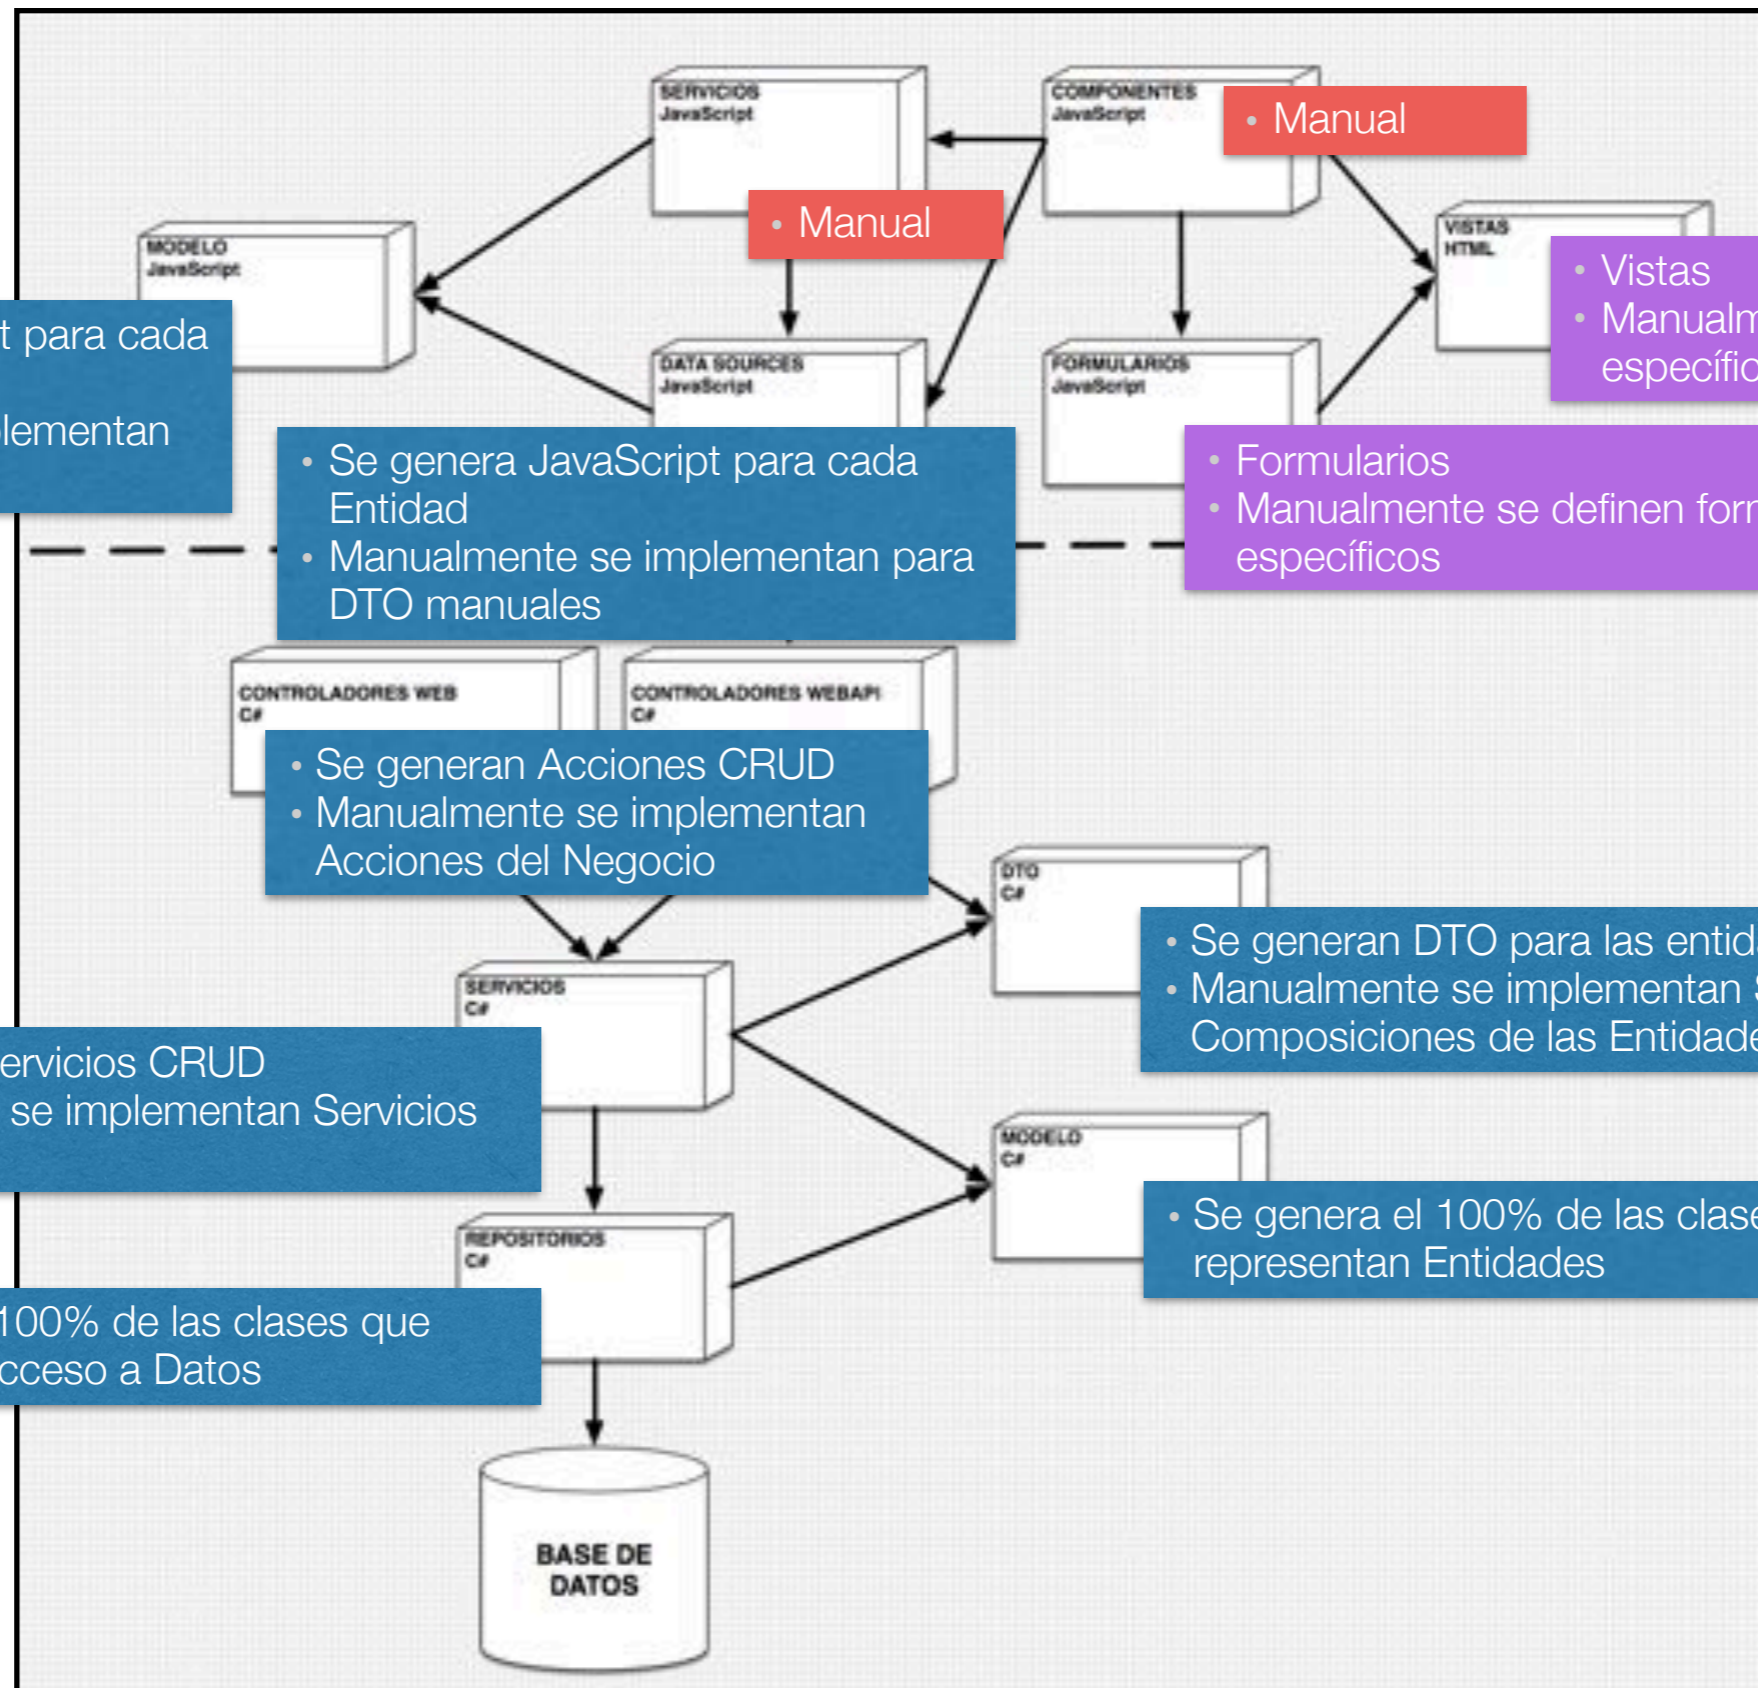 SERVICIOS
JavaScript
• Manual
COMPONENTES
JavaScript
• Manual
MODELO
JavaScript
t para cada
lementan
VISTAS
HTML
• Vistas
• Manualm
específic
DATA SOURCES
JavaScript
• Se genera JavaScript para cada
Entidad
• Manualmente se implementan para
DTO manuales
FORMULARIOS
JavaScript
• Formularios
• Manualmente se definen for
específicos
CONTROLADORES WEB
C#
CONTROLADORES WEBAPI
C#
• Se generan Acciones CRUD
• Manualmente se implementan
Acciones del Negocio
DTO
C#
• Se generan DTO para las entid
• Manualmente se implementan
Composiciones de las Entidade
SERVICIOS
C#
ervicios CRUD
se implementan Servicios
MODELO
C#
• Se genera el 100% de las clase
representan Entidades
REPOSITORIOS
C#
100% de las clases que
cceso a Datos
BASE DE
DATOS